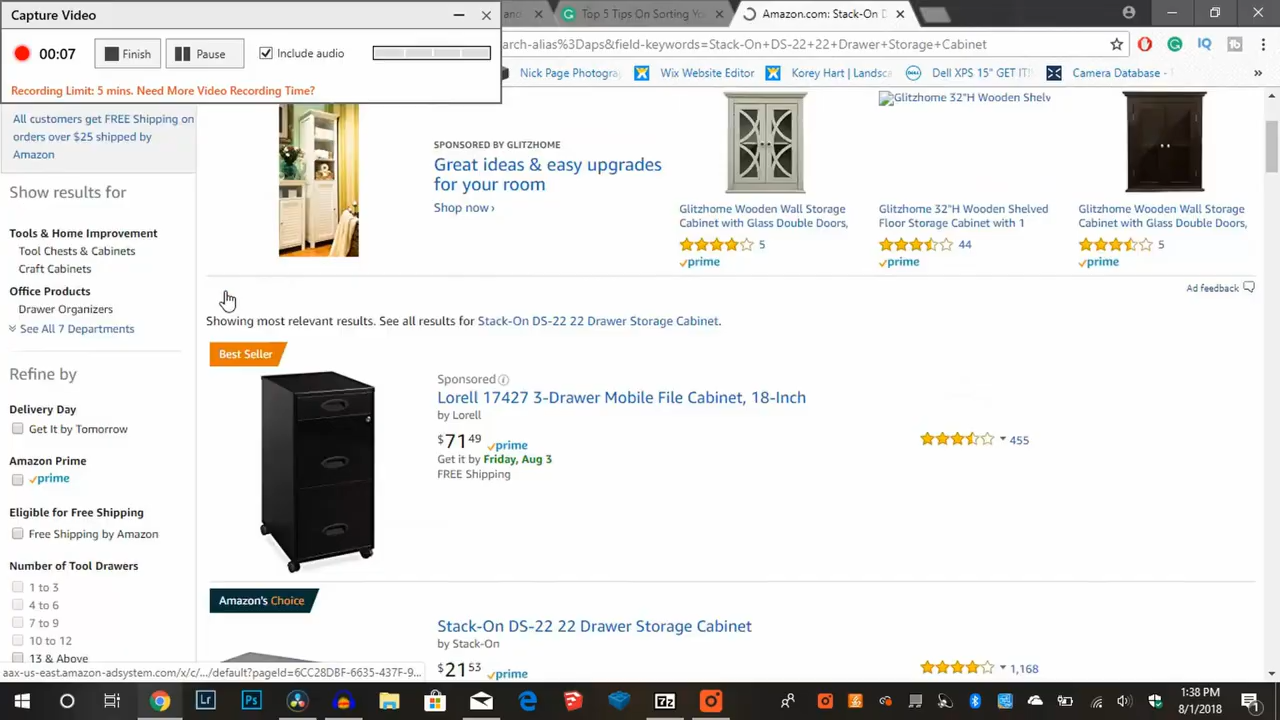 Capture Video
00:07
Finish
Pause
Include audio
Recording Limit: 5 mins. Need More Video Recording Time?
Top 5 Tips On Sorting Yo
Amazon.com: Stack-On D
arch-alias%3Daps&field-keywords=Stack-On+DS-22+22+Drawer+Storage+Cabinet
Nick Page Photogra
Wix Website Editor
Korey Hart | Landsca
Dell XPS 15" GET IT!
Camera Database -
All customers get FREE Shipping on
orders over $25 shipped by
Amazon
Show results for
Tools & Home Improvement
Tool Chests & Cabinets
Craft Cabinets
Office Products
Drawer Organizers
See All 7 Departments
Refine by
Delivery Day
Get It by Tomorrow
Amazon Prime
prime
Eligible for Free Shipping
Free Shipping by Amazon
Number of Tool Drawers
1 to 3
4 to 6
7 to 9
10 to 12
13 & Above
SPONSORED BY GLITZHOME
Great ideas & easy upgrades
for your room
Shop now ›
Glitzhome Wooden Wall Storage
Cabinet with Glass Double Doors,
5
prime
Glitzhome 32"H Wooden Shelv
Glitzhome 32"H Wooden Shelved
Floor Storage Cabinet with 1
44
prime
Glitzhome Wooden Wall Storage
Cabinet with Glass Double Doors,
5
prime
Ad feedback
Showing most relevant results. See all results for Stack-On DS-22 22 Drawer Storage Cabinet.
Best Seller
Sponsored
Lorell 17427 3-Drawer Mobile File Cabinet, 18-Inch
by Lorell
$71 49 prime
Get it by Friday, Aug 3
FREE Shipping
455
Amazon's Choice
Stack-On DS-22 22 Drawer Storage Cabinet
by Stack-On
$21 53 prime
1,168
aax-us-east.amazon-adsystem.com/x/c/.../default?pageId=6CC28DBF-6635-437F-9...
Lr
Ps
7z
1:38 PM
8/1/2018